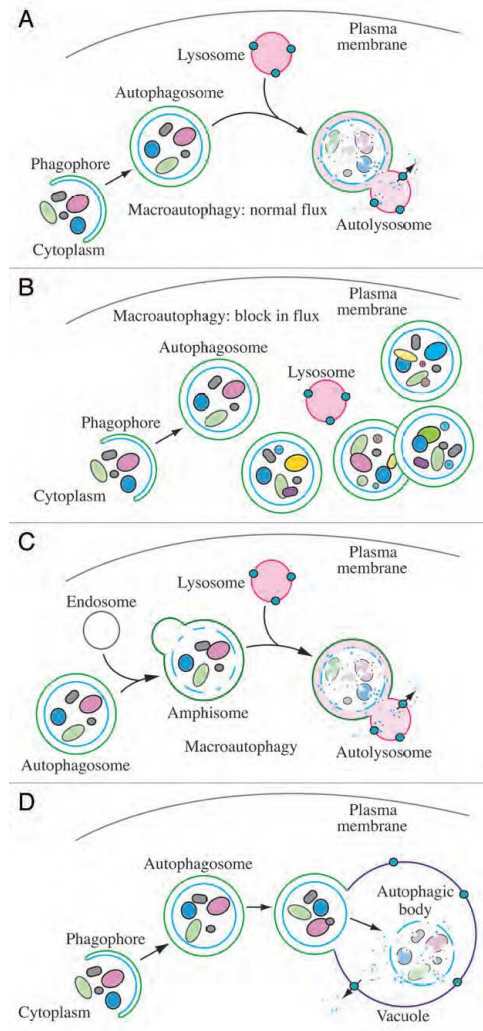 A
Plasma
membrane
Lysosome
Autophagosome
Phagophore
Macroautophagy: normal flux
Autolysosome
Cytoplasm
B
Plasma
membrane
Macroautophagy: block in flux
Autophagosome
Lysosome
Phagophore
Cytoplasm
C
Plasma
membrane
Lysosome
Endosome
Amphisome
Macroautophagy
Autolysosome
Autophagosome
D
Plasma
membrane
Autophagosome
Autophagic
body
Phagophore
Cytoplasm
Vacuole